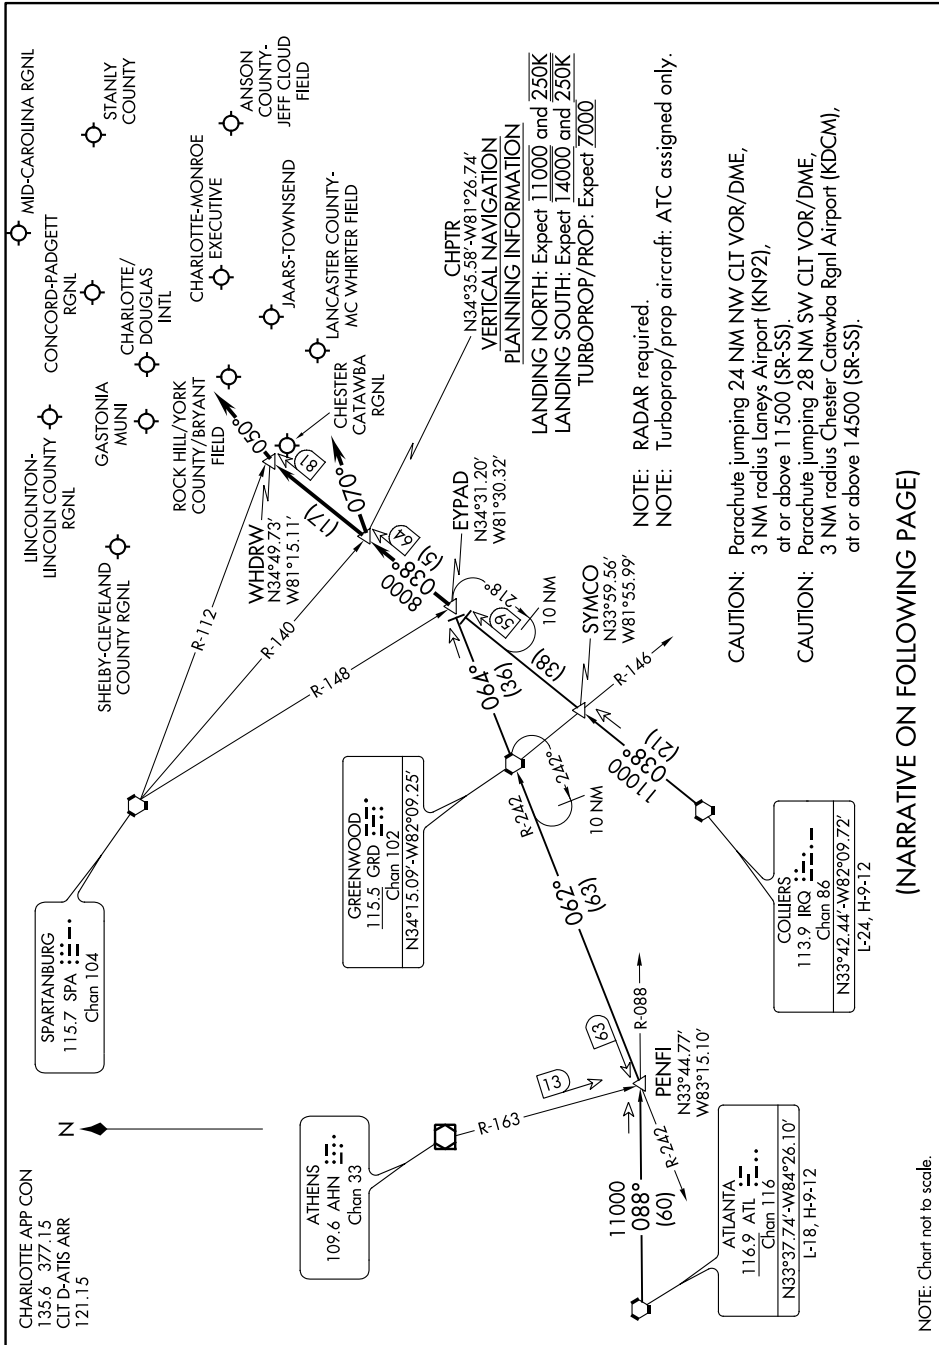 CHARLOTTE APP CON
135.6 377.15
CLT D-ATIS ARR
121.15
N
SPARTANBURG
115.7 SPA
Chan 104
ATHENS
109.6 AHN
Chan 33
GREENWOOD
115.5 GRD
Chan 102
N34°15.09'-W82°09.25'
ATLANTA
116.9 ATL
Chan 116
N33°37.74'-W84°26.10'
L-18, H-9-12
COLLIERS
113.9 IRQ
Chan 86
N33°42.44'-W82°09.72'
L-24, H-9-12
MID-CAROLINA RGNL
STANLY
COUNTY
CONCORD-PADGETT
RGNL
ANSON
COUNTY-
JEFF CLOUD
FIELD
LINCOLNTON-
LINCOLN COUNTY
RGNL
CHARLOTTE/
DOUGLAS
INTL
CHARLOTTE-MONROE
EXECUTIVE
GASTONIA
MUNI
JAARS-TOWNSEND
SHELBY-CLEVELAND
COUNTY RGNL
ROCK HILL/YORK
COUNTY/BRYANT
FIELD
LANCASTER COUNTY-
MC WHIRTER FIELD
CHESTER
CATAWBA
RGNL
R-112
R-140
R-148
WHDRW
N34°49.73'
W81°15.11'
050°
81
(17)
070°
64
CHPTR
N34°35.58'-W81°26.74'
VERTICAL NAVIGATION
PLANNING INFORMATION
LANDING NORTH: Expect 11000 and 250K
LANDING SOUTH: Expect 14000 and 250K
TURBOPROP/PROP: Expect 7000
8000
038°
(5)
EYPAD
N34°31.20'
W81°30.32'
218°
10 NM
59
064°
(36)
(38)
SYMCO
N33°59.56'
W81°55.99'
R-146
R-242
242°
10 NM
11000
038°
(21)
062°
(63)
63
13
R-163
R-088
PENFI
N33°44.77'
W83°15.10'
R-242
11000
088°
(60)
NOTE: RADAR required.
NOTE: Turboprop/prop aircraft: ATC assigned only.
CAUTION: Parachute jumping 24 NM NW CLT VOR/DME,
3 NM radius Laneys Airport (KN92),
at or above 11500 (SR-SS).
CAUTION: Parachute jumping 28 NM SW CLT VOR/DME,
3 NM radius Chester Catawba Rgnl Airport (KDCM),
at or above 14500 (SR-SS).
(NARRATIVE ON FOLLOWING PAGE)
NOTE: Chart not to scale.